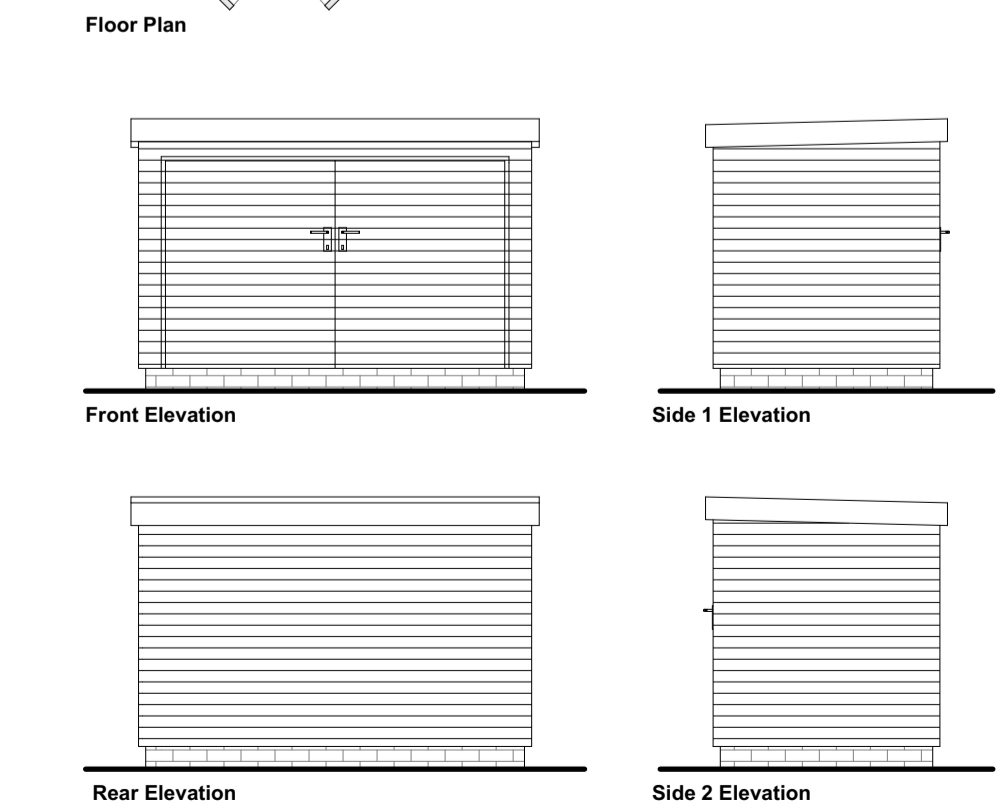 Floor Plan
Front Elevation
Side 1 Elevation
Rear Elevation
Side 2 Elevation